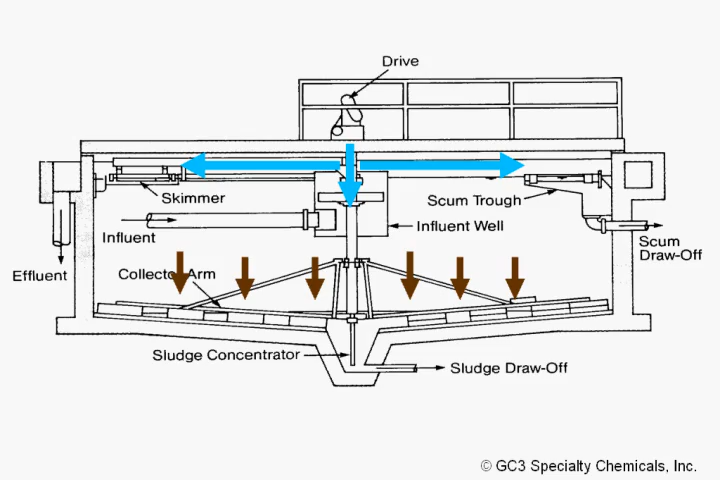 Drive
Skimmer
Scum Trough
Influent
Influent Well
Scum
Draw-Off
Effluent
Collector Arm
Sludge Concentrator
Sludge Draw-Off
© GC3 Specialty Chemicals, Inc.